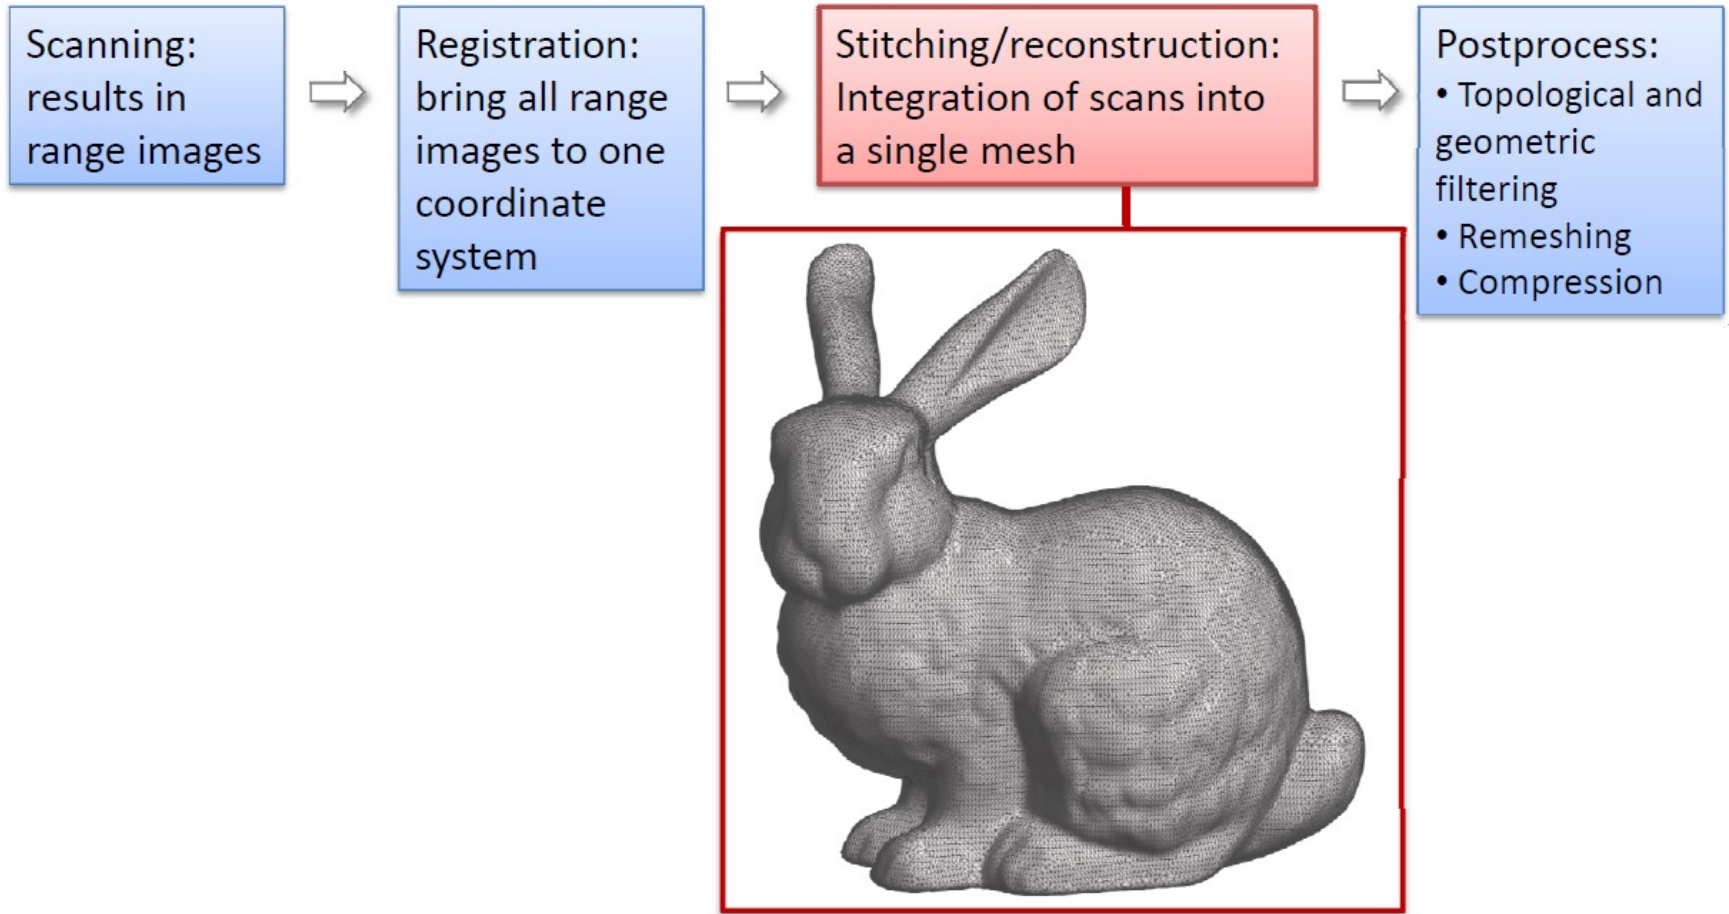 Scanning:
results in
range images
Registration:
bring all range
images to one
coordinate
system
Stitching/reconstruction:
Integration of scans into
a single mesh
Postprocess:
• Topological and
geometric
filtering
• Remeshing
• Compression